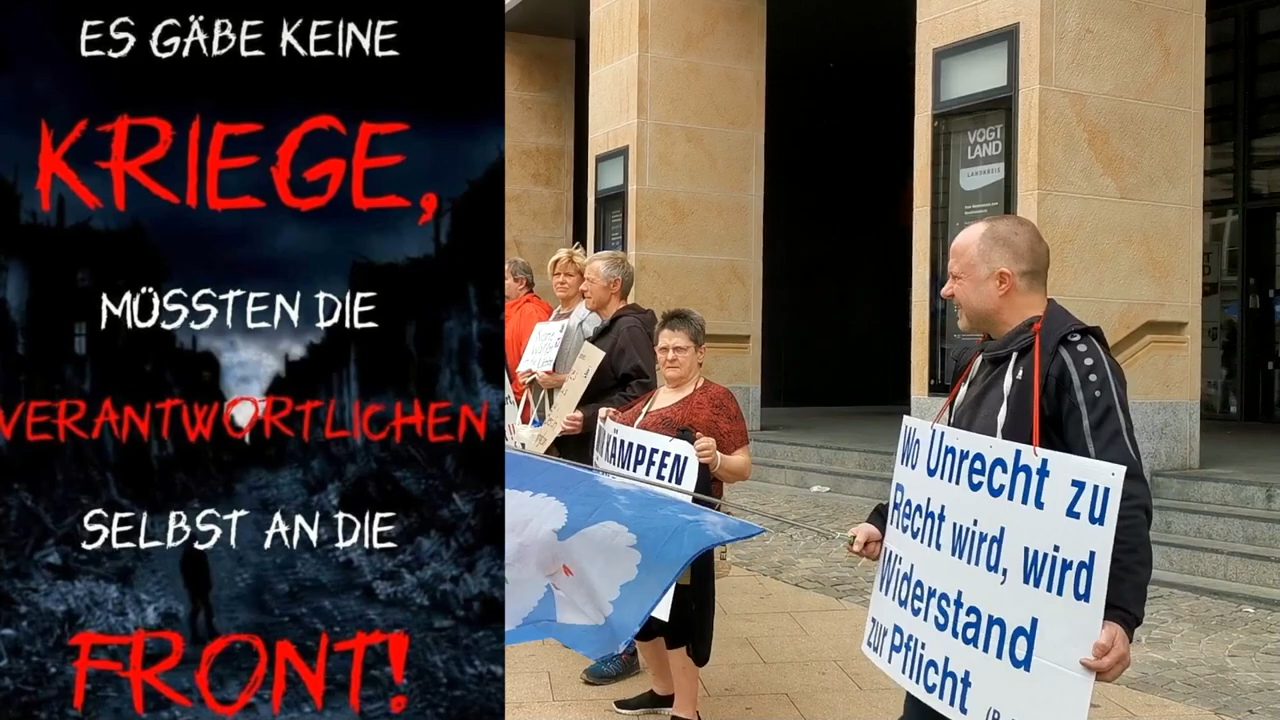 ES GÄBE KEINE
KRIEGE,
MÜSSTEN DIE
VERANTWORTLICHEN
SELBST AN DIE
FRONT!
VOGT
LAND
LANDKREIS
KÄMPFEN
Wo Unrecht zu
Recht wird, wird
Widerstand
zur Pflicht